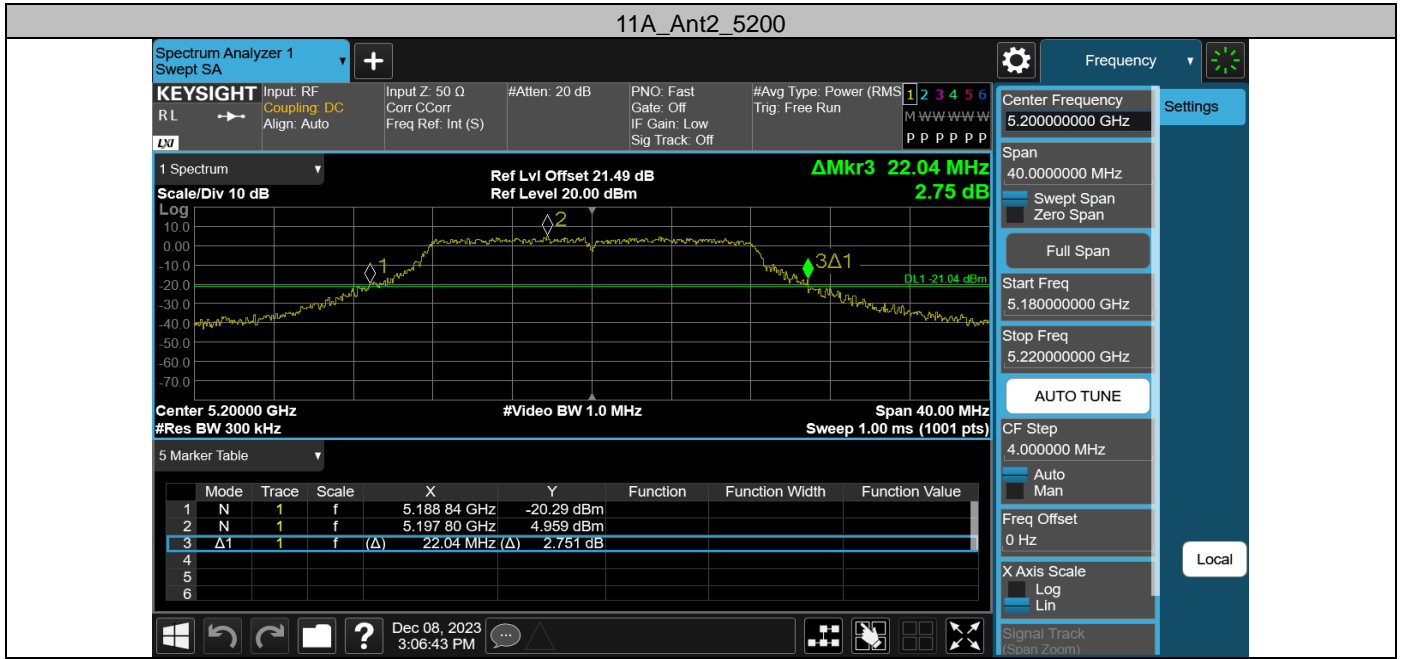 11A_Ant2_5200
Spectrum Analyzer 1
Swept SA
Frequency
KEYSIGHT
RL
LXI
Input: RF
Coupling: DC
Align: Auto
Input Z: 50 Ω
Corr CCorr
Freq Ref: Int (S)
#Atten: 20 dB
PNO: Fast
Gate: Off
IF Gain: Low
Sig Track: Off
#Avg Type: Power (RMS
Trig: Free Run
1 2 3 4 5 6
M W W W W W
P P P P P P
1 Spectrum
Scale/Div 10 dB
Ref Lvl Offset 21.49 dB
Ref Level 20.00 dBm
ΔMkr3 22.04 MHz
2.75 dB
Log
10.0
0.00
-10.0
-20.0
-30.0
-40.0
-50.0
-60.0
-70.0
1
2
3Δ1
DL1 -21.04 dBm
Center 5.20000 GHz
#Video BW 1.0 MHz
Span 40.00 MHz
#Res BW 300 kHz
Sweep 1.00 ms (1001 pts)
5 Marker Table
Mode Trace Scale X Y Function Function Width Function Value
1 N 1 f 5.188 84 GHz -20.29 dBm
2 N 1 f 5.197 80 GHz 4.959 dBm
3 Δ1 1 f (Δ) 22.04 MHz (Δ) 2.751 dB
4
5
6
?
Dec 08, 2023
3:06:43 PM
Center Frequency
5.200000000 GHz
Settings
Span
40.0000000 MHz
Swept Span
Zero Span
Full Span
Start Freq
5.180000000 GHz
Stop Freq
5.220000000 GHz
AUTO TUNE
CF Step
4.000000 MHz
Auto
Man
Freq Offset
0 Hz
X Axis Scale
Log
Lin
Signal Track
(Span Zoom)
Local